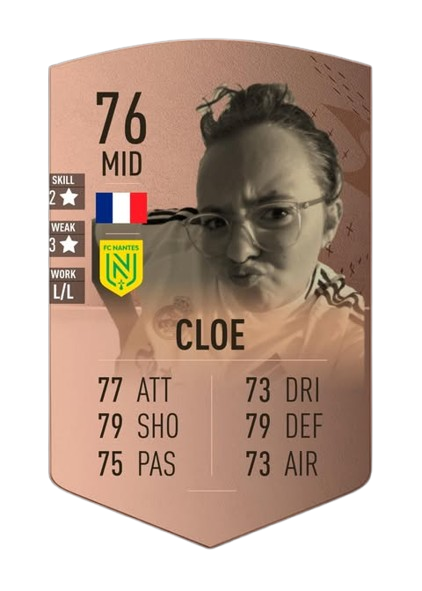 76
MID
SKILL
2 ★
WEAK
3 ★
WORK
L/L
FC NANTES
N
CLOE
77 ATT
73 DRI
79 SHO
79 DEF
75 PAS
73 AIR